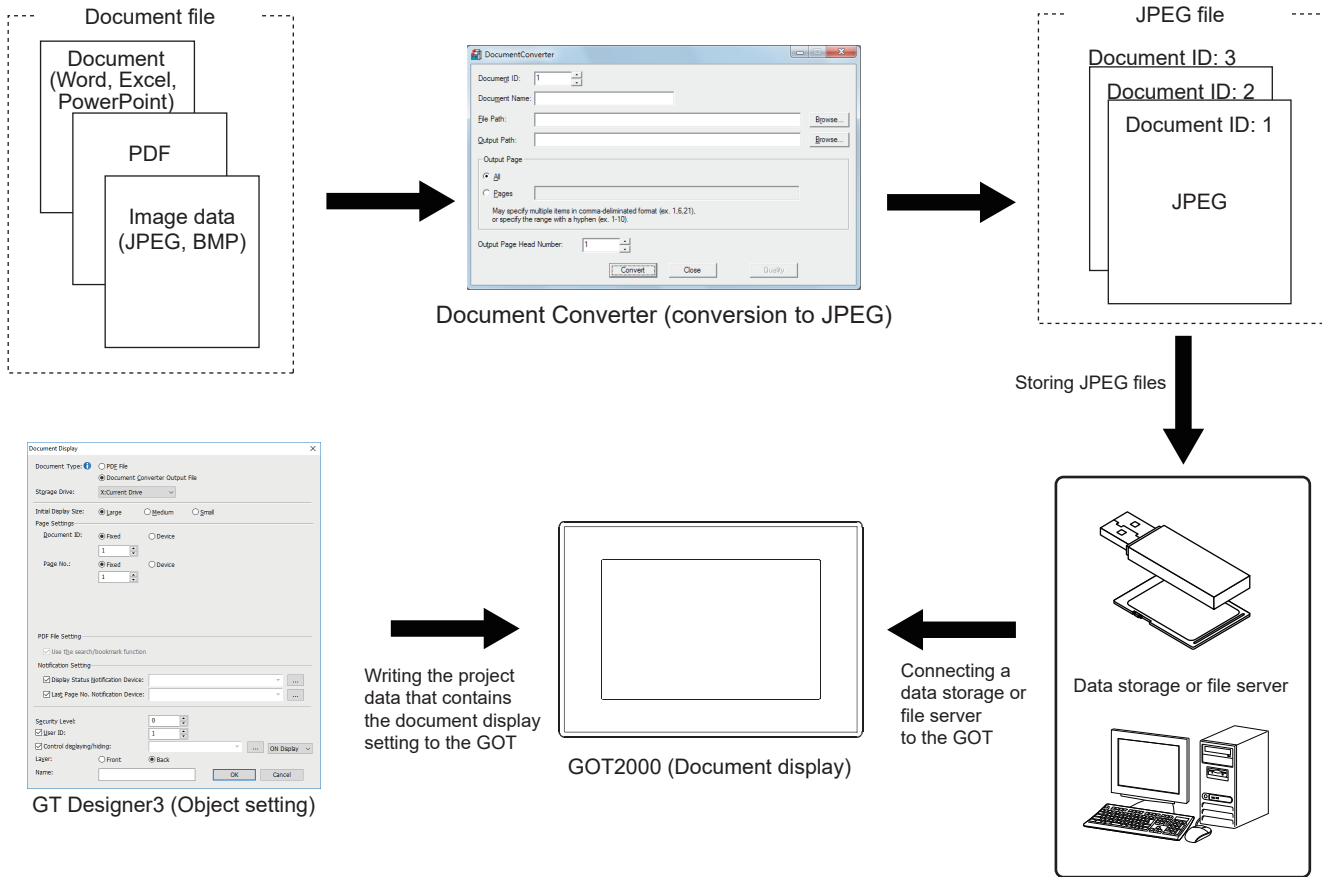 Document file
Document
(Word, Excel,
PowerPoint)
PDF
Image data
(JPEG, BMP)
DocumentConverter
Document ID: 1
Document Name:
File Path: Browse...
Output Path: Browse...
Output Page
All
Pages
May specify multiple items in comma-deliminated format (ex. 1,6,21),
or specify the range with a hyphen (ex. 1-10).
Output Page Head Number: 1
Convert Close Quality
Document Converter (conversion to JPEG)
JPEG file
Document ID: 3
Document ID: 2
Document ID: 1
JPEG
Storing JPEG files
Document Display
Document Type: PDF File
Document Converter Output File
Storage Drive: X:Current Drive
Initial Display Size: Large Medium Small
Page Settings
Document ID: Fixed Device
1
Page No.: Fixed Device
1
PDF File Setting
Use the search/bookmark function
Notification Setting
Display Status Notification Device: ...
Last Page No. Notification Device: ...
Security Level: 0
User ID: 1
Control displaying/hiding: ... ON Display
Layer: Front Back
Name: OK Cancel
GT Designer3 (Object setting)
Writing the project
data that contains
the document display
setting to the GOT
GOT2000 (Document display)
Connecting a
data storage or
file server
to the GOT
Data storage or file server